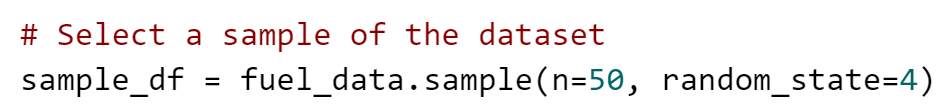 # Select a sample of the dataset
sample_df = fuel_data.sample(n=50, random_state=4)